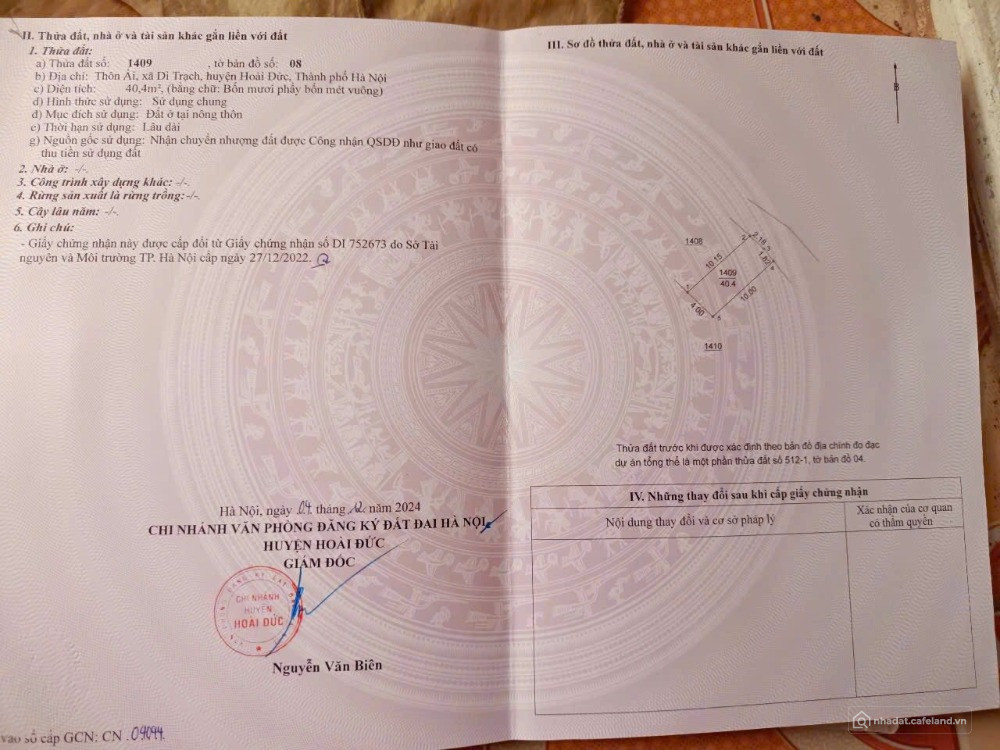 II. Thửa đất, nhà ở và tài sản khác gắn liền với đất
1. Thửa đất:
a) Thửa đất số: 1409 , tờ bản đồ số: 08
b) Địa chỉ: Thôn Ải, xã Di Trạch, huyện Hoài Đức, Thành phố Hà Nội
c) Diện tích: 40,4m², (bằng chữ: Bốn mươi phẩy bốn mét vuông)
d) Hình thức sử dụng: Sử dụng chung
đ) Mục đích sử dụng: Đất ở tại nông thôn
e) Thời hạn sử dụng: Lâu dài
g) Nguồn gốc sử dụng: Nhận chuyển nhượng đất được Công nhận QSDĐ như giao đất có
thu tiền sử dụng đất
2. Nhà ở: -/-.
3. Công trình xây dựng khác: -/-.
4. Rừng sản xuất là rừng trồng:-/-.
5. Cây lâu năm: -/-.
6. Ghi chú:
- Giấy chứng nhận này được cấp đổi từ Giấy chứng nhận số DI 752673 do Sở Tài
nguyên và Môi trường TP. Hà Nội cấp ngày 27/12/2022.
Hà Nội, ngày 04 tháng 12 năm 2024
CHI NHÁNH VĂN PHÒNG ĐĂNG KÝ ĐẤT ĐAI HÀ NỘI
HUYỆN HOÀI ĐỨC
GIÁM ĐỐC
CHI NHÁNH
HUYỆN
HOÀI ĐỨC
Nguyễn Văn Biên
vào sổ cấp GCN: CN 09094
III. Sơ đồ thửa đất, nhà ở và tài sản khác gắn liền với đất
B
1408
2
2.18
3
1.82
10.15
1409
40.4
10.00
1
4.00
5
1410
Thửa đất trước khi được xác định theo bản đồ địa chính đo đạc
dự án tổng thể là một phần thửa đất số 512-1, tờ bản đồ 04.
IV. Những thay đổi sau khi cấp giấy chứng nhận
Nội dung thay đổi và cơ sở pháp lý
Xác nhận của cơ quan
có thẩm quyền
nhadat.cafeland.vn